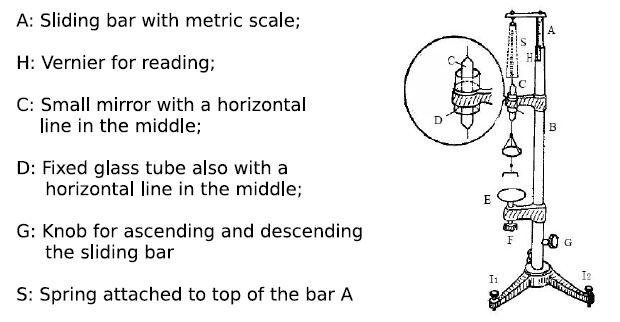 A: Sliding bar with metric scale;
H: Vernier for reading;
C: Small mirror with a horizontal
line in the middle;
D: Fixed glass tube also with a
horizontal line in the middle;
G: Knob for ascending and descending
the sliding bar
S: Spring attached to top of the bar A
A
S
H
C
C
D
B
E
F
G
I1
I2